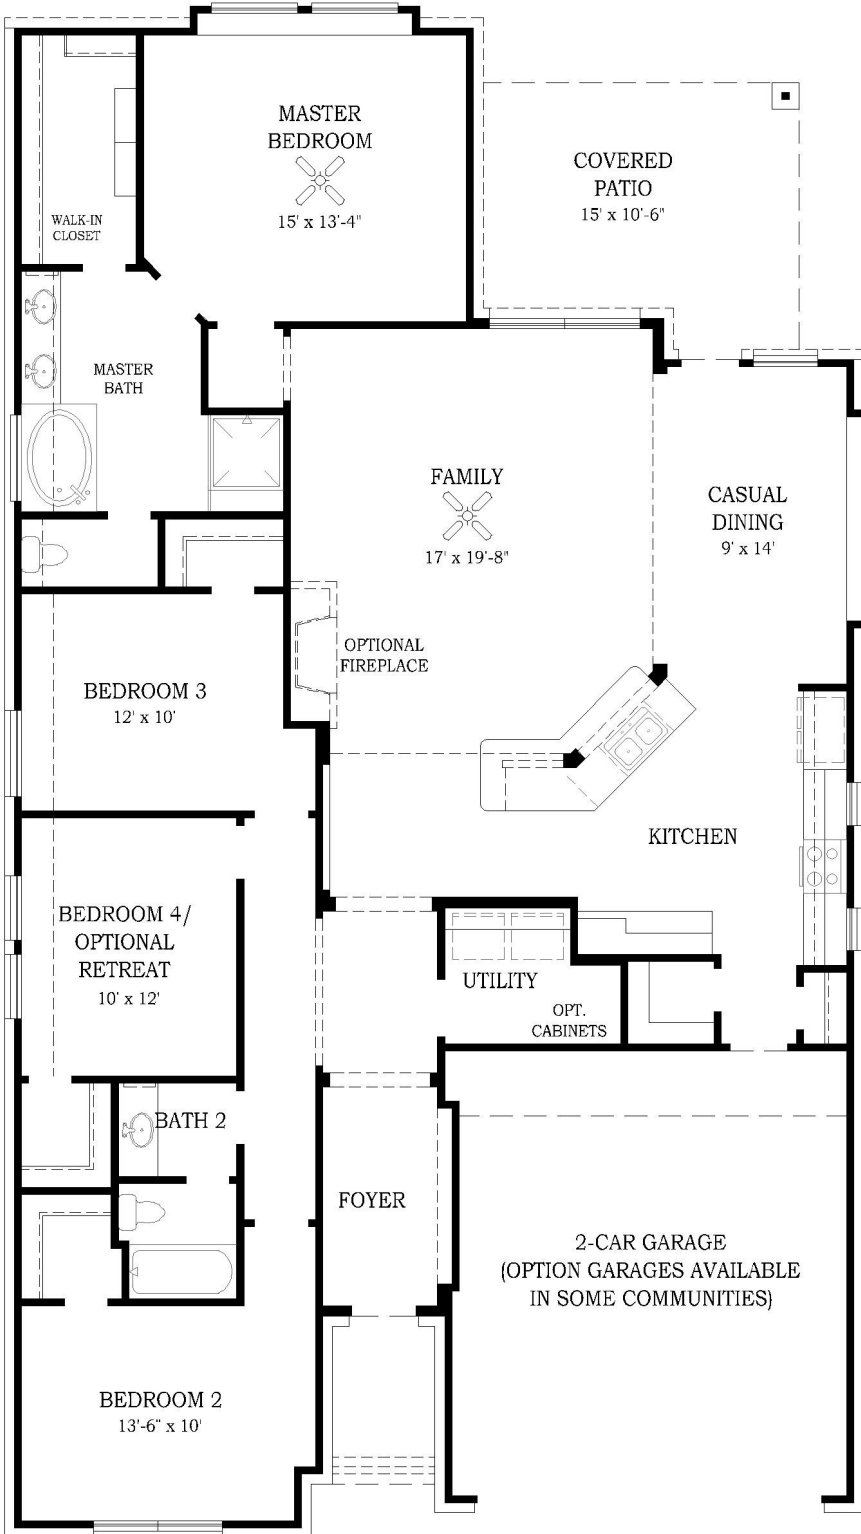 MASTER
BEDROOM
15' x 13'-4"
COVERED
PATIO
15' x 10'-6"
WALK-IN
CLOSET
MASTER
BATH
FAMILY
17' x 19'-8"
CASUAL
DINING
9' x 14'
OPTIONAL
FIREPLACE
BEDROOM 3
12' x 10'
KITCHEN
BEDROOM 4/
OPTIONAL
RETREAT
10' x 12'
UTILITY
OPT.
CABINETS
BATH 2
FOYER
2-CAR GARAGE
(OPTION GARAGES AVAILABLE
IN SOME COMMUNITIES)
BEDROOM 2
13'-6" x 10'